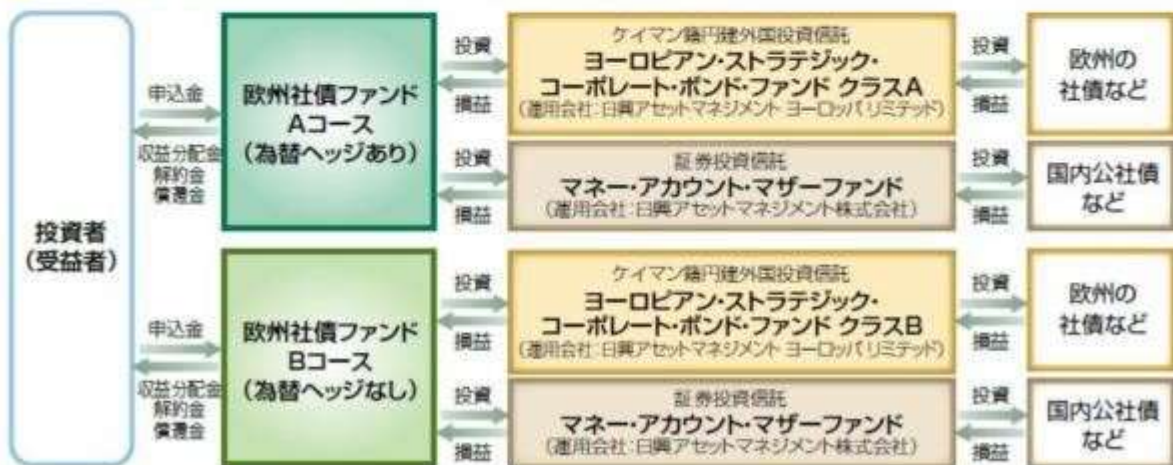 投資者
(受益者)
申込金
収益分配金
解約金
償還金
欧州社債ファンド
Aコース
(為替ヘッジあり)
投資
損益
ケイマン籍円建外国投資信託
ヨーロピアン・ストラテジック・
コーポレート・ボンド・ファンド クラスA
(運用会社:日興アセットマネジメント ヨーロッパ リミテッド)
投資
損益
欧州の
社債など
投資
損益
証券投資信託
マネー・アカウント・マザーファンド
(運用会社:日興アセットマネジメント株式会社)
投資
損益
国内公社債
など
申込金
収益分配金
解約金
償還金
欧州社債ファンド
Bコース
(為替ヘッジなし)
投資
損益
ケイマン籍円建外国投資信託
ヨーロピアン・ストラテジック・
コーポレート・ボンド・ファンド クラスB
(運用会社:日興アセットマネジメント ヨーロッパ リミテッド)
投資
損益
欧州の
社債など
投資
損益
証券投資信託
マネー・アカウント・マザーファンド
(運用会社:日興アセットマネジメント株式会社)
投資
損益
国内公社債
など